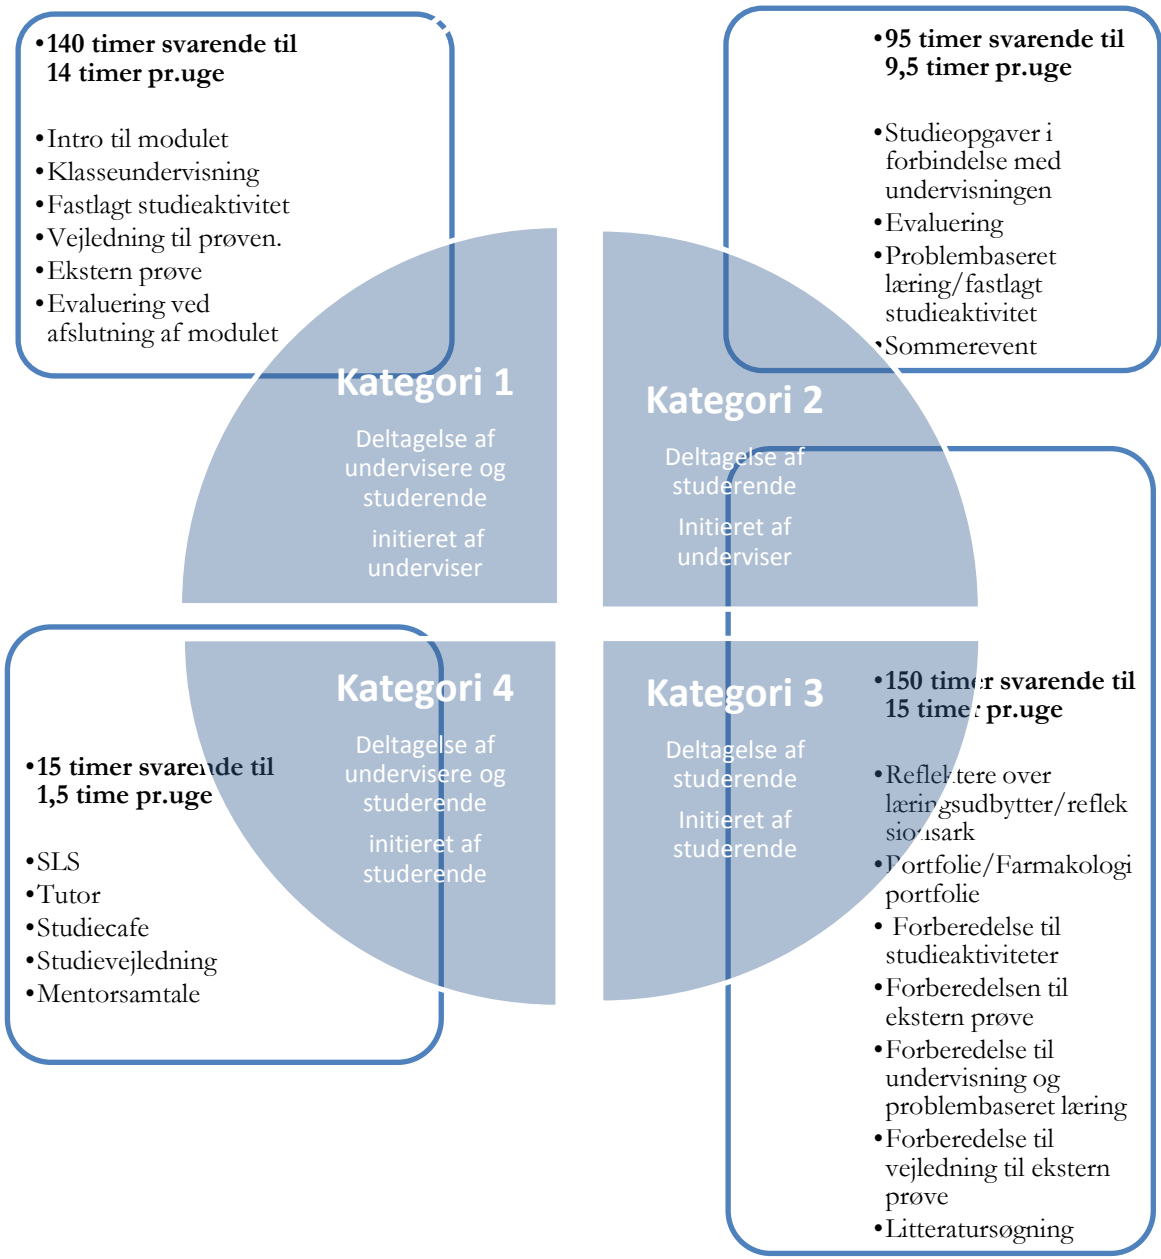 •140 timer svarende til
14 timer pr.uge
•Intro til modulet
•Klasseundervisning
•Fastlagt studieaktivitet
•Vejledning til prøven.
•Ekstern prøve
•Evaluering ved
afslutning af modulet
Kategori 1
Deltagelse af
undervisere og
studerende
initieret af
underviser
•95 timer svarende til
9,5 timer pr.uge
•Studieopgaver i
forbindelse med
undervisningen
•Evaluering
•Problembaseret
læring/fastlagt
studieaktivitet
•Sommerevent
Kategori 2
Deltagelse af
studerende
Initieret af
underviser
Kategori 4
Deltagelse af
undervisere og
studerende
initieret af
studerende
•15 timer svarende til
1,5 time pr.uge
•SLS
•Tutor
•Studiecafe
•Studievejledning
•Mentorsamtale
Kategori 3
Deltagelse af
studerende
Initieret af
studerende
•150 timer svarende til
15 timer pr.uge
•Reflektere over
læringsudbytter/reflek
sionsark
•Portfolie/Farmakologi
portfolie
• Forberedelse til
studieaktiviteter
•Forberedelsen til
ekstern prøve
•Forberedelse til
undervisning og
problembaseret læring
•Forberedelse til
vejledning til ekstern
prøve
•Litteratursøgning